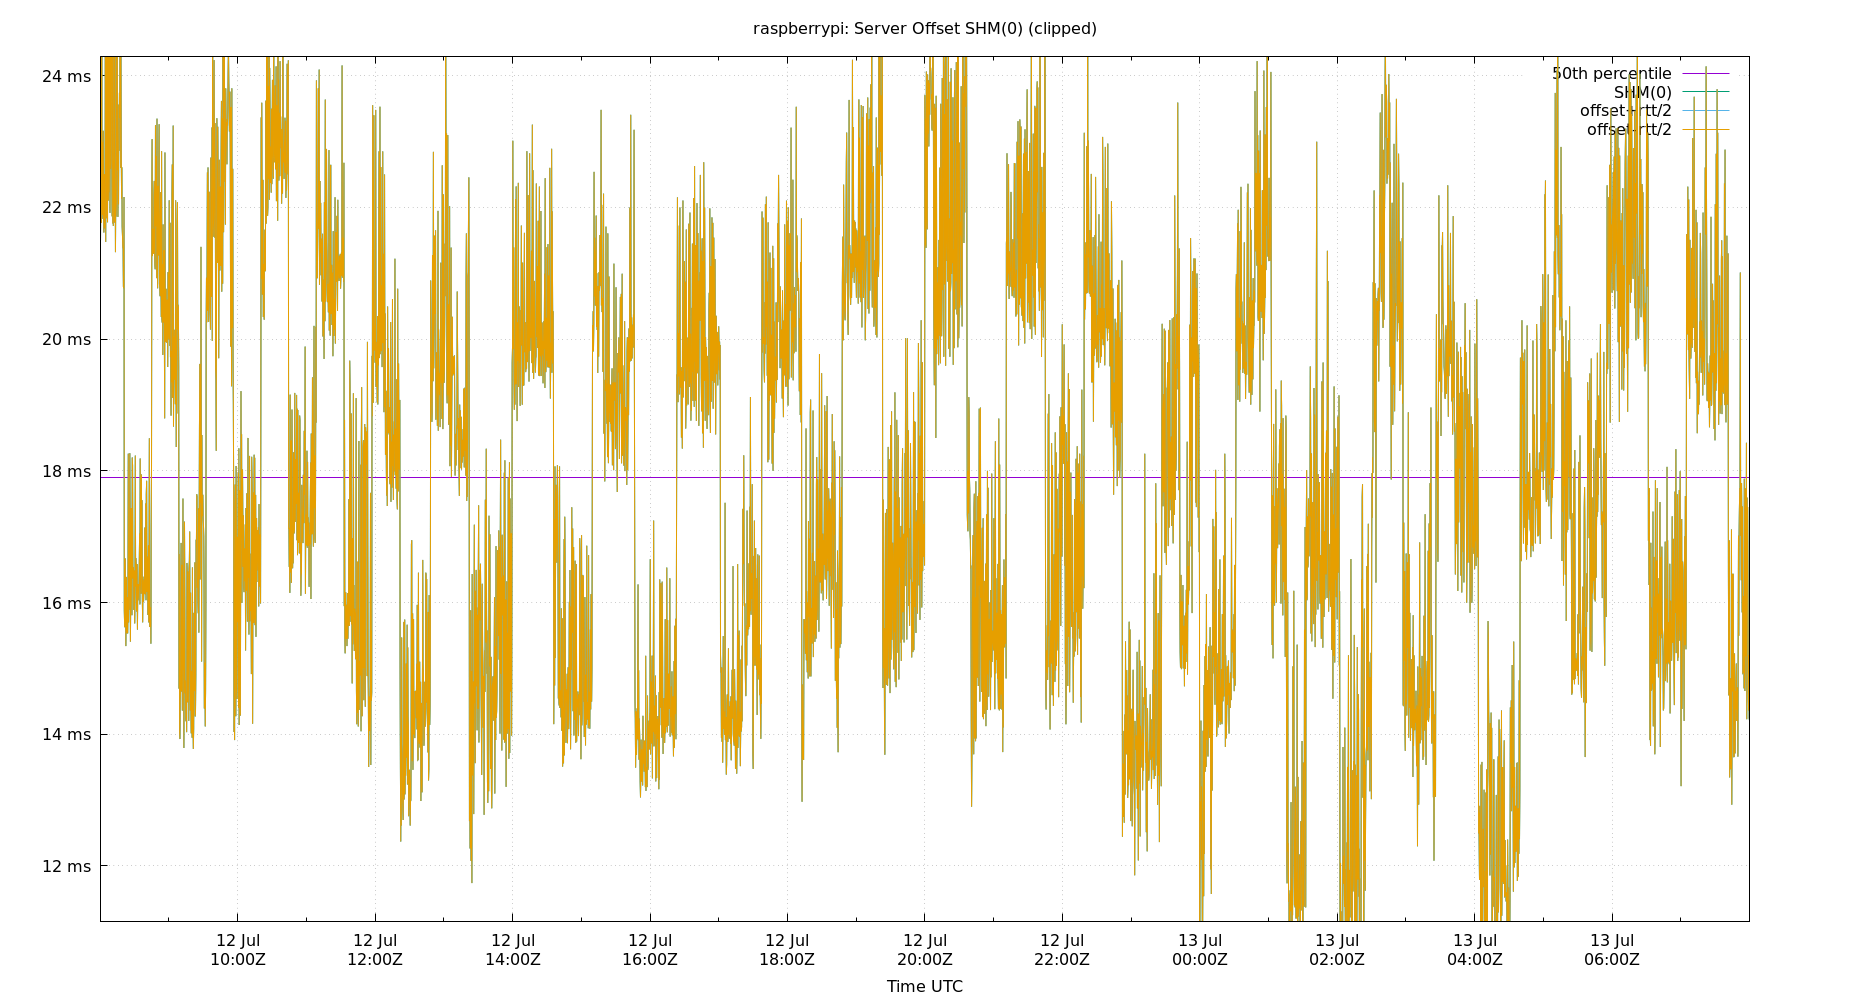 raspberrypi: Server Offset SHM(0) (clipped)
24 ms
22 ms
20 ms
18 ms
16 ms
14 ms
12 ms
50th percentile
SHM(0)
offset+rtt/2
offset-rtt/2
12 Jul 12 Jul 12 Jul 12 Jul 12 Jul 12 Jul 12 Jul 13 Jul 13 Jul 13 Jul 13 Jul
10:00Z 12:00Z 14:00Z 16:00Z 18:00Z 20:00Z 22:00Z 00:00Z 02:00Z 04:00Z 06:00Z
Time UTC